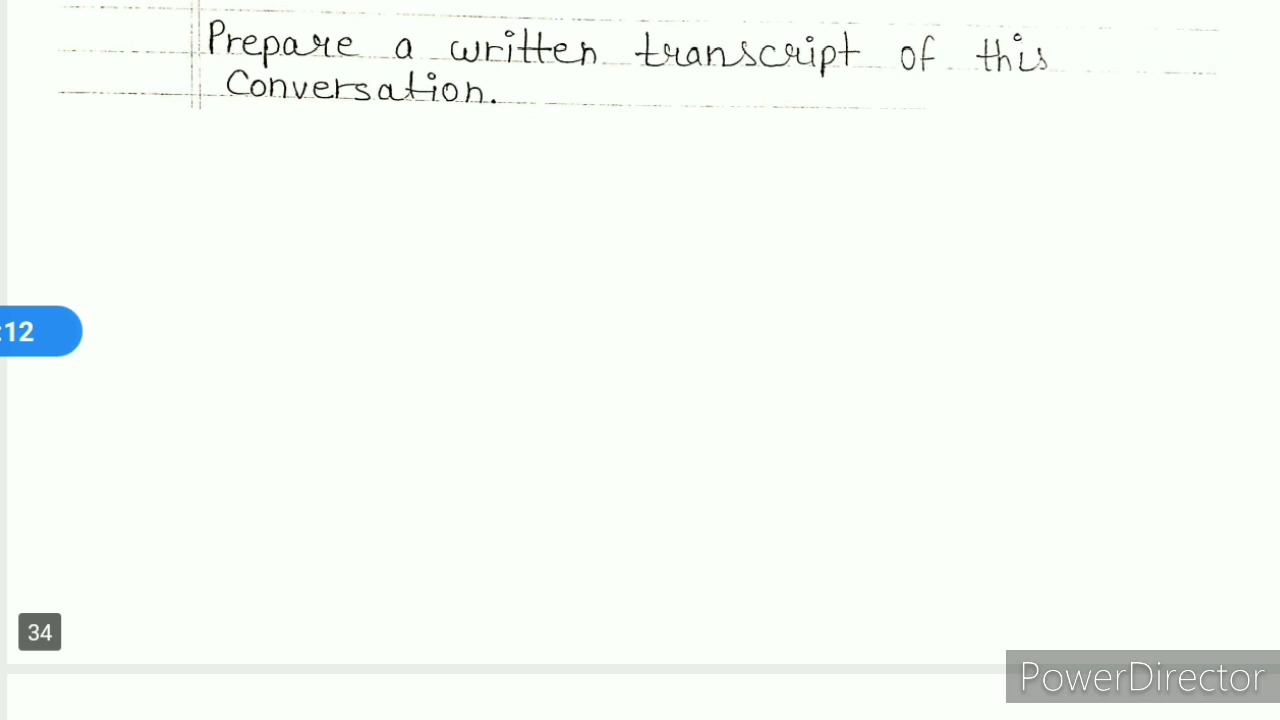 Prepare a written transcript of this
Conversation.
:12
34
PowerDirector